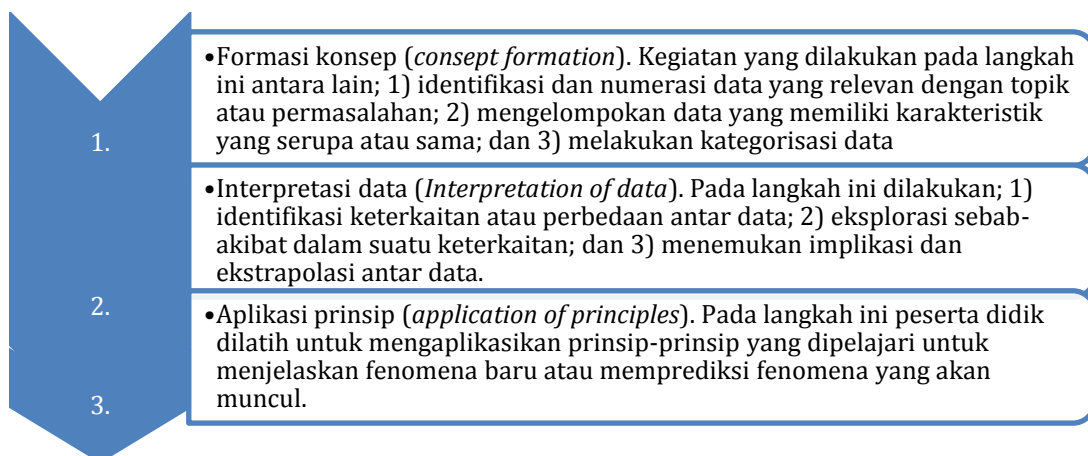 •Formasi konsep (consept formation). Kegiatan yang dilakukan pada langkah
ini antara lain; 1) identifikasi dan numerasi data yang relevan dengan topik
atau permasalahan; 2) mengelompokan data yang memiliki karakteristik
yang serupa atau sama; dan 3) melakukan kategorisasi data
1.
•Interpretasi data (Interpretation of data). Pada langkah ini dilakukan; 1)
identifikasi keterkaitan atau perbedaan antar data; 2) eksplorasi sebab-
akibat dalam suatu keterkaitan; dan 3) menemukan implikasi dan
ekstrapolasi antar data.
2.
•Aplikasi prinsip (application of principles). Pada langkah ini peserta didik
dilatih untuk mengaplikasikan prinsip-prinsip yang dipelajari untuk
menjelaskan fenomena baru atau memprediksi fenomena yang akan
muncul.
3.